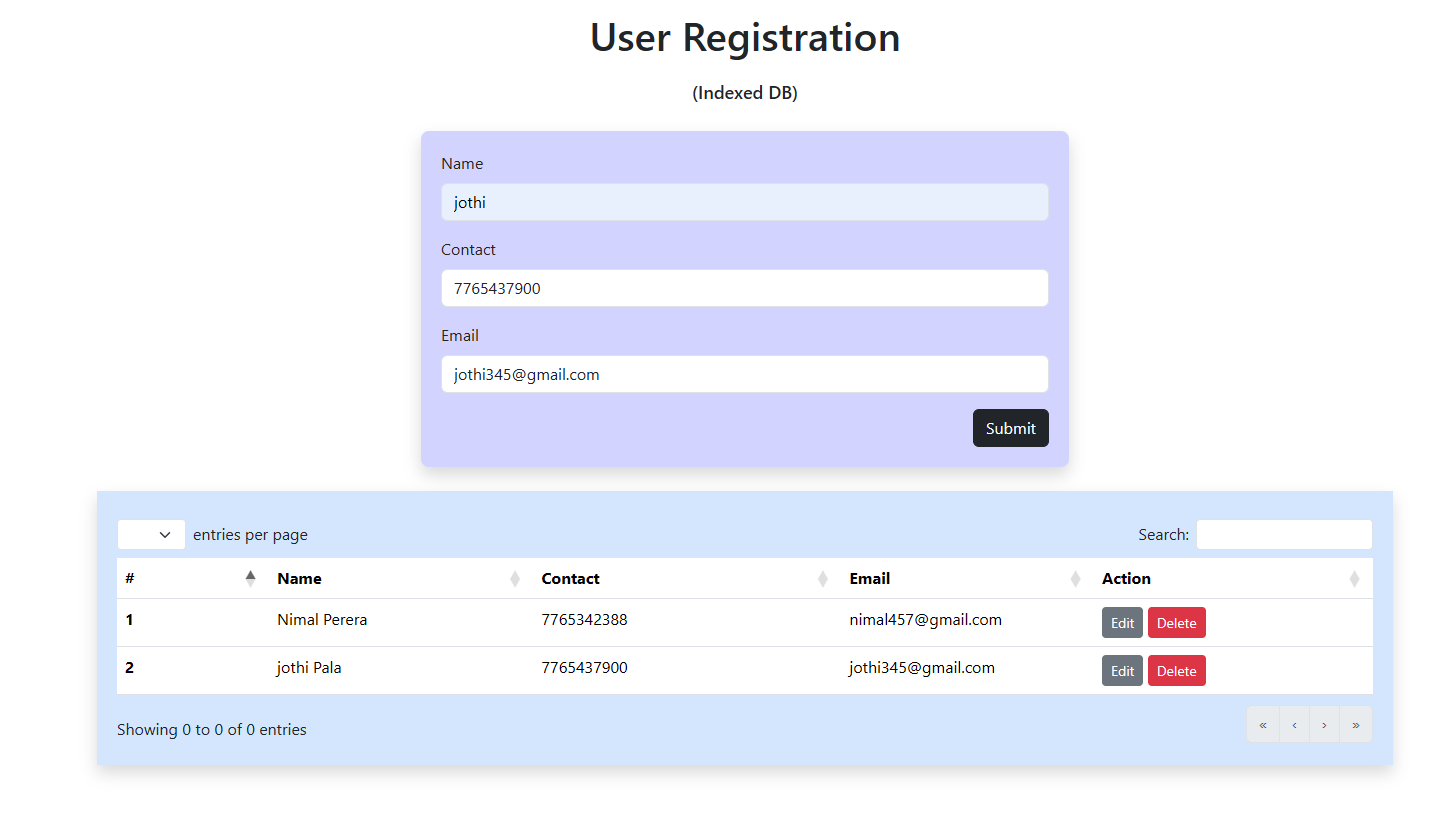 User Registration
(Indexed DB)
Name
jothi
Contact
7765437900
Email
jothi345@gmail.com
Submit
entries per page Search:
# Name Contact Email Action
1 Nimal Perera 7765342388 nimal457@gmail.com Edit Delete
2 jothi Pala 7765437900 jothi345@gmail.com Edit Delete
Showing 0 to 0 of 0 entries « ‹ › »